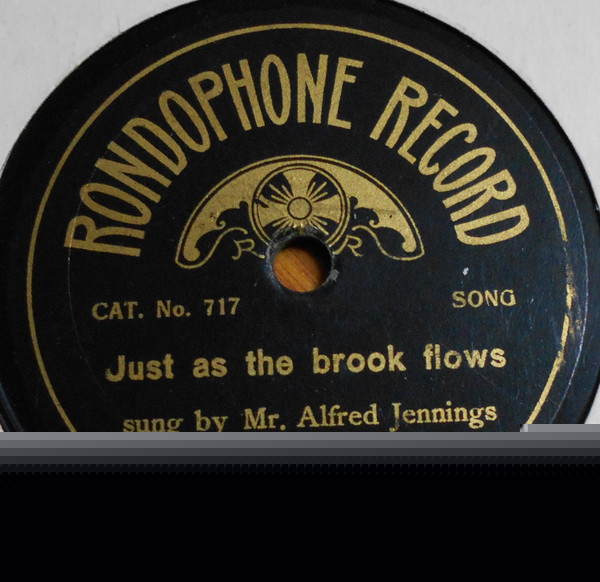 RONDOPHONE RECORD
R R
CAT. No. 717
SONG
Just as the brook flows
sung by Mr. Alfred Jennings